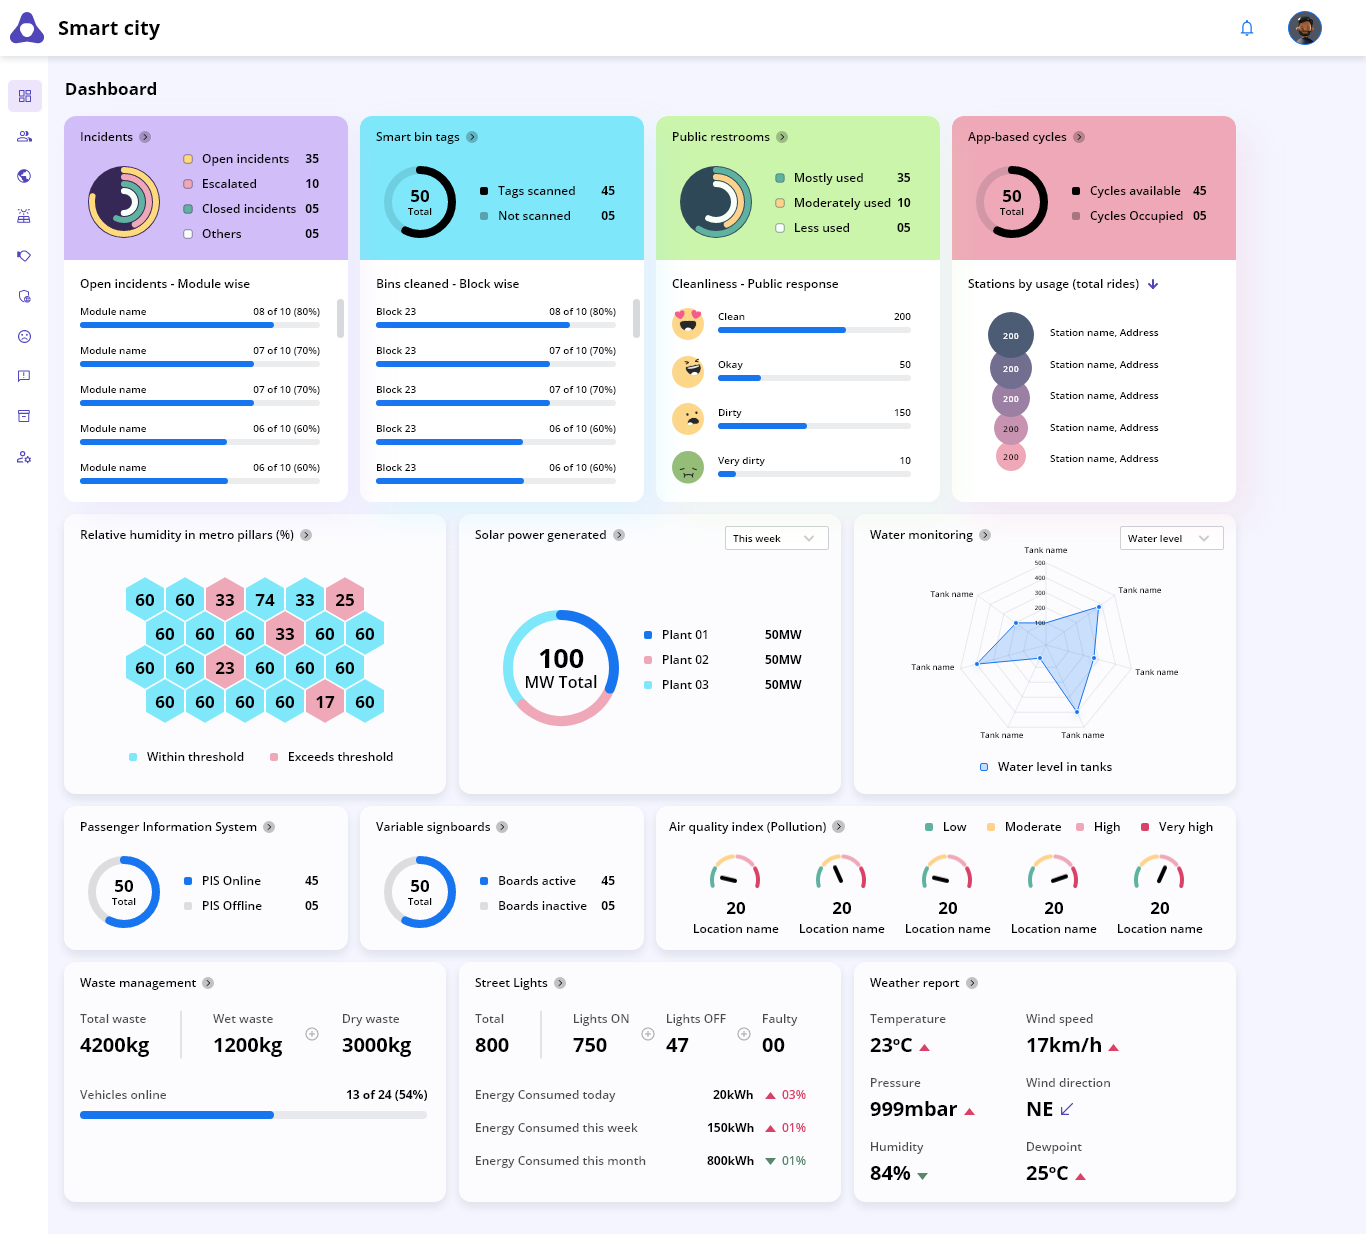 Smart city
Dashboard
Incidents
Open incidents 35
Escalated 10
Closed incidents 05
Others 05
Open incidents - Module wise
Module name 08 of 10 (80%)
Module name 07 of 10 (70%)
Module name 07 of 10 (70%)
Module name 06 of 10 (60%)
Module name 06 of 10 (60%)
Smart bin tags
50
Total
Tags scanned 45
Not scanned 05
Bins cleaned - Block wise
Block 23 08 of 10 (80%)
Block 23 07 of 10 (70%)
Block 23 07 of 10 (70%)
Block 23 06 of 10 (60%)
Block 23 06 of 10 (60%)
Public restrooms
Mostly used 35
Moderately used 10
Less used 05
Cleanliness - Public response
Clean 200
Okay 50
Dirty 150
Very dirty 10
App-based cycles
50
Total
Cycles available 45
Cycles Occupied 05
Stations by usage (total rides)
200 Station name, Address
200 Station name, Address
200 Station name, Address
200 Station name, Address
200 Station name, Address
Relative humidity in metro pillars (%)
60 60 33 74 33 25
60 60 60 33 60 60
60 60 23 60 60 60
60 60 60 60 17 60
Within threshold Exceeds threshold
Solar power generated
This week
100
MW Total
Plant 01 50MW
Plant 02 50MW
Plant 03 50MW
Water monitoring
Water level
Tank name
500
400
300
200
100
Tank name
Tank name
Tank name
Tank name
Tank name
Tank name
Water level in tanks
Passenger Information System
50
Total
PIS Online 45
PIS Offline 05
Variable signboards
50
Total
Boards active 45
Boards inactive 05
Air quality index (Pollution)
Low Moderate High Very high
20 20 20 20 20
Location name Location name Location name Location name Location name
Waste management
Total waste Wet waste Dry waste
4200kg 1200kg 3000kg
Vehicles online 13 of 24 (54%)
Street Lights
Total Lights ON Lights OFF Faulty
800 750 47 00
Energy Consumed today 20kWh 03%
Energy Consumed this week 150kWh 01%
Energy Consumed this month 800kWh 01%
Weather report
Temperature Wind speed
23°C 17km/h
Pressure Wind direction
999mbar NE
Humidity Dewpoint
84% 25°C